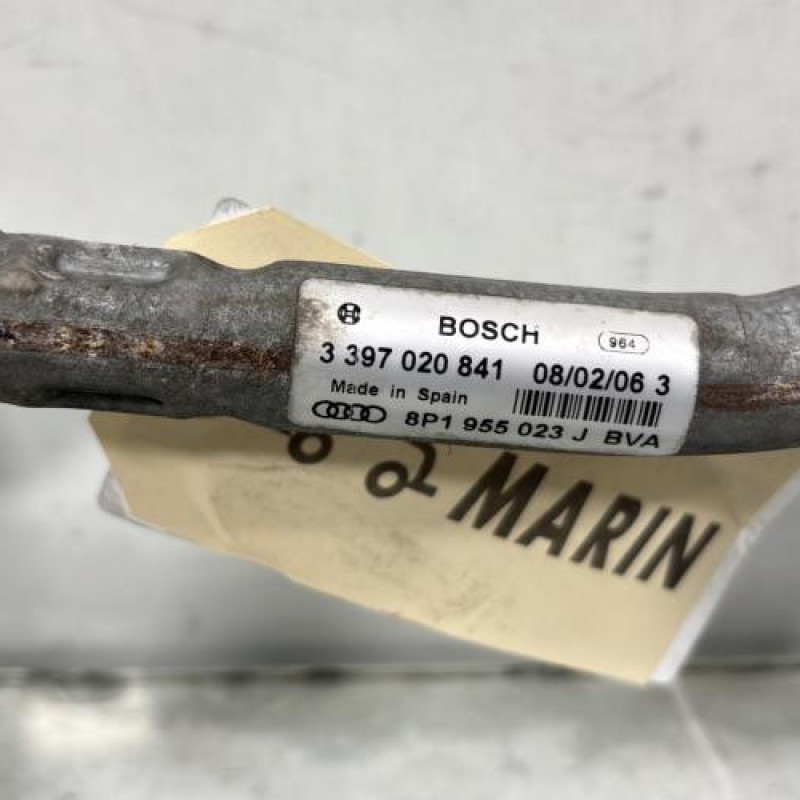 BOSCH 964
3 397 020 841 08/02/06 3
Made in Spain
8P1 955 023 J BVA
MARIN